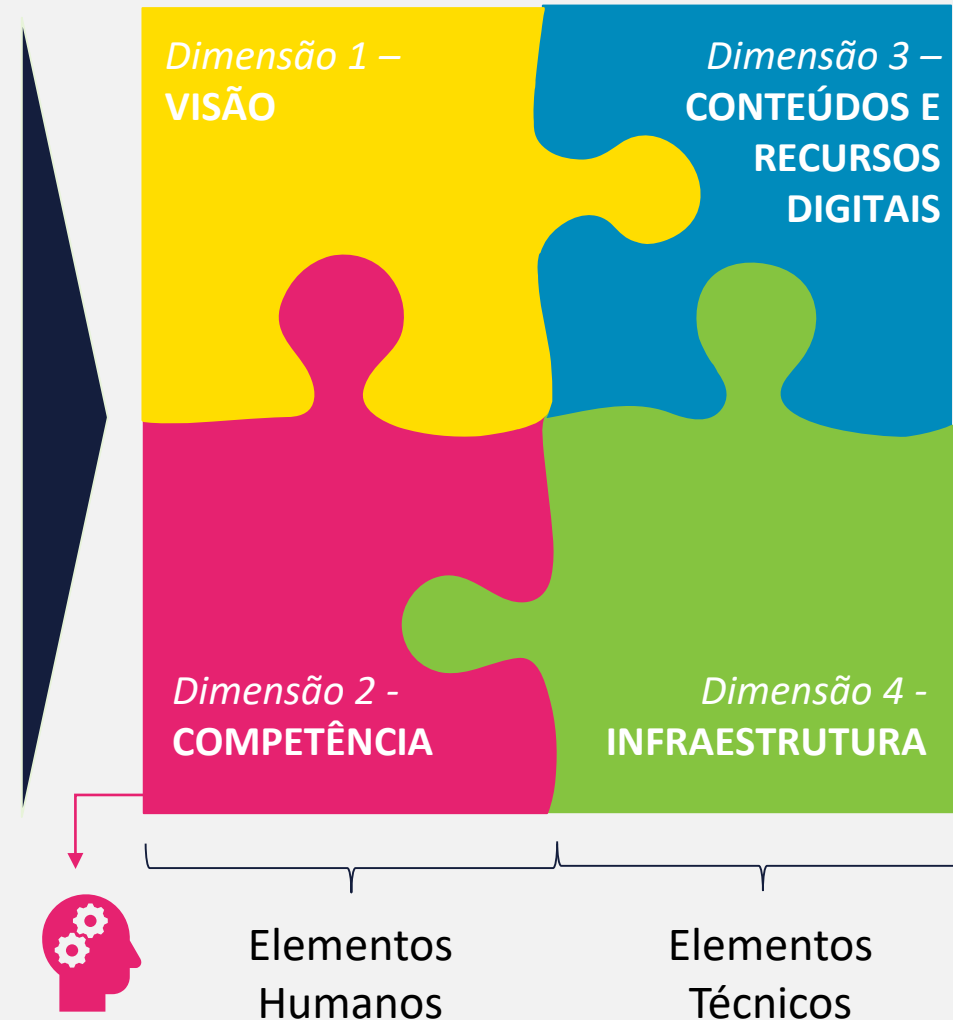 Dimensão 1 –
VISÃO
Dimensão 3 –
CONTEÚDOS E
RECURSOS
DIGITAIS
Dimensão 2 -
COMPETÊNCIA
Dimensão 4 -
INFRAESTRUTURA
Elementos
Humanos
Elementos
Técnicos